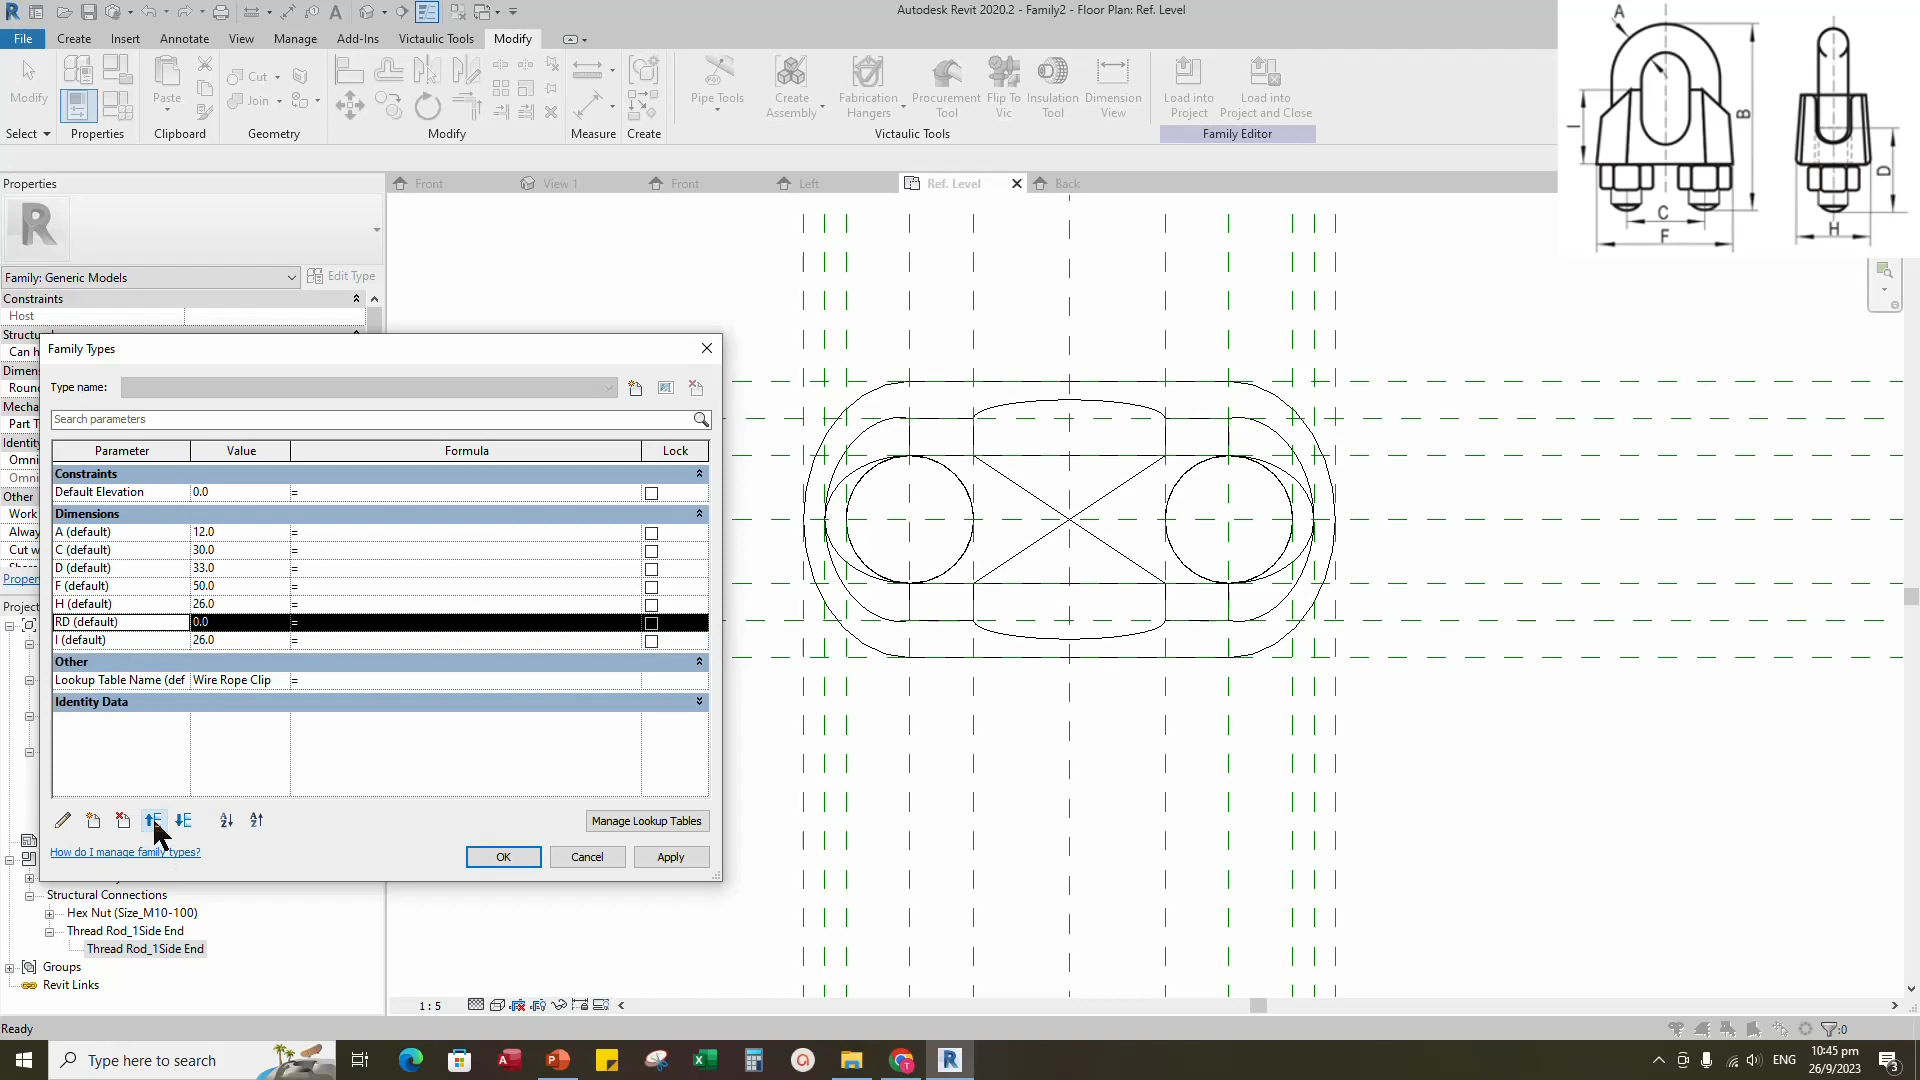 Autodesk Revit 2020.2 - Family2 - Floor Plan: Ref. Level
File Create Insert Annotate View Manage Add-Ins Victaulic Tools Modify
Modify
Paste
Cut
Join
Pipe Tools
Create
Assembly
Fabrication
Hangers
Procurement
Tool
Flip To
Vic
Insulation
Tool
Dimension
View
Load into
Project
Load into
Project and Close
Select Properties Clipboard Geometry Modify Measure Create Victaulic Tools Family Editor
A
B
I
C
F
D
H
Properties
Front View 1 Front Left Ref. Level Back
Family: Generic Models
Edit Type
Constraints
Host
Family Types
Type name:
Search parameters
Parameter Value Formula Lock
Constraints
Default Elevation 0.0 =
Dimensions
A (default) 12.0 =
C (default) 30.0 =
D (default) 33.0 =
F (default) 50.0 =
H (default) 26.0 =
RD (default) 0.0 =
I (default) 26.0 =
Other
Lookup Table Name (def Wire Rope Clip =
Identity Data
Manage Lookup Tables
How do I manage family types?
OK Cancel Apply
Structural Connections
Hex Nut (Size_M10-100)
Thread Rod_1Side End
Thread Rod_1Side End
Groups
Revit Links
1 : 5
Ready
:0
Type here to search
ENG
10:45 pm
26/9/2023
3